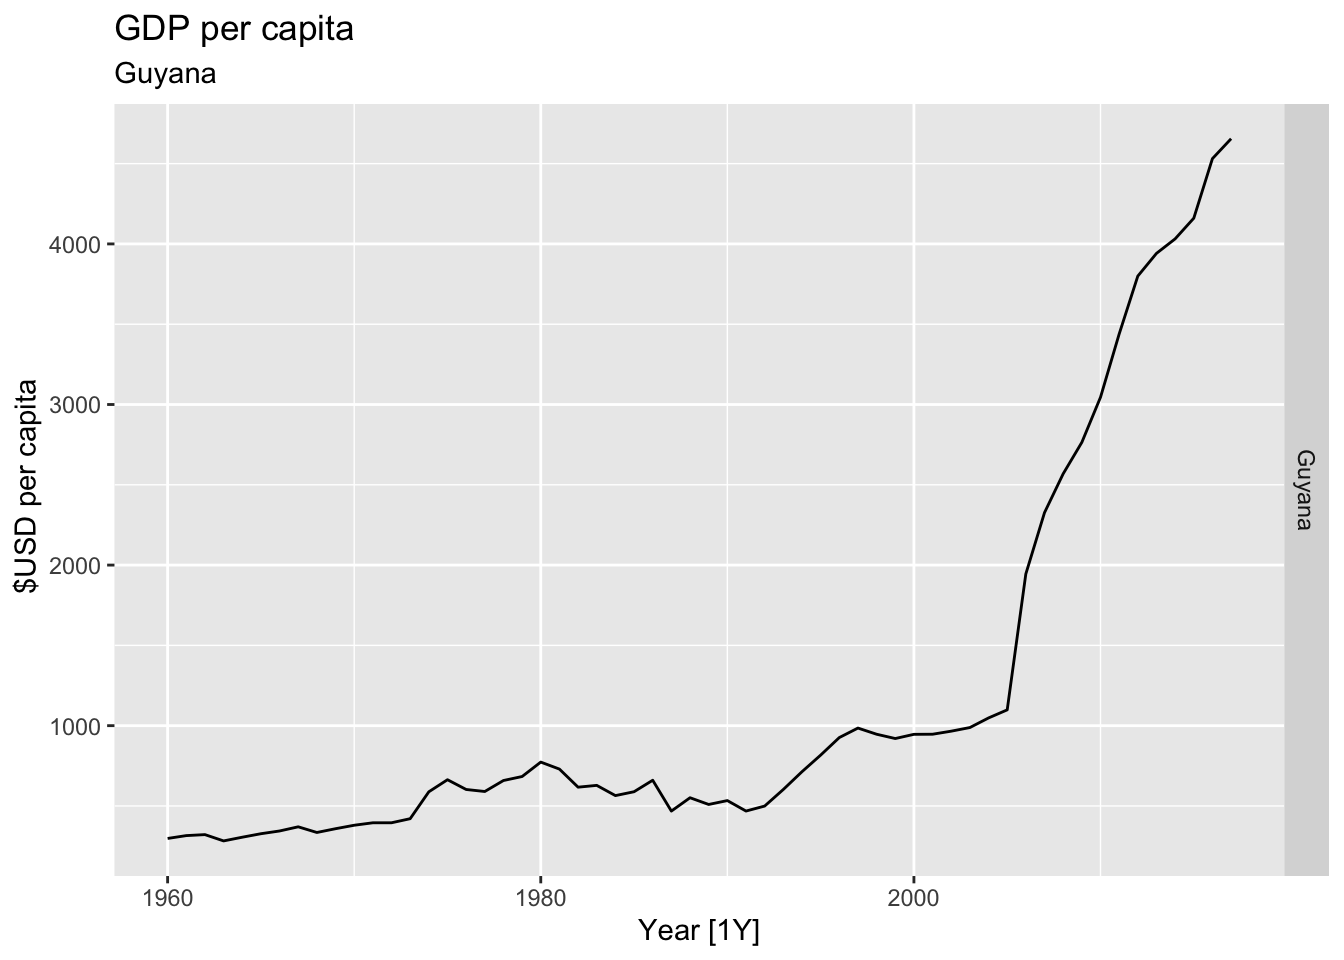 GDP per capita
Guyana
4000
3000
2000
1000
$USD per capita
Guyana
1960 1980 2000
Year [1Y]